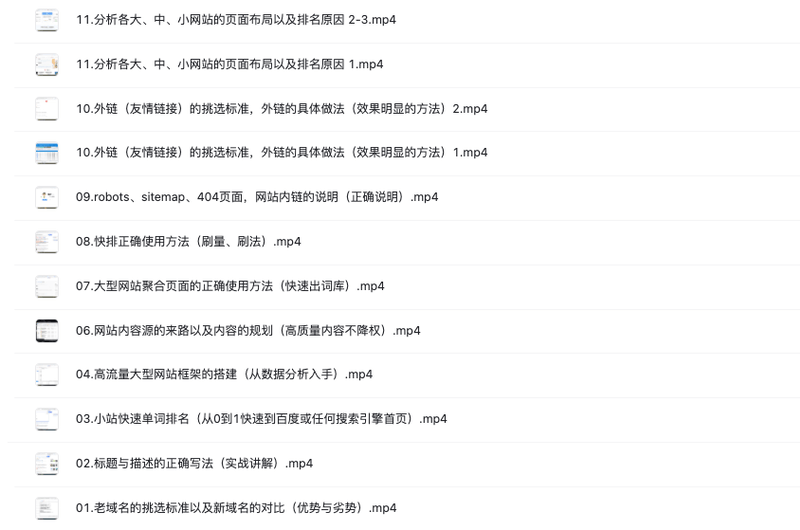 11.分析各大、中、小网站的页面布局以及排名原因 2-3.mp4
11.分析各大、中、小网站的页面布局以及排名原因 1.mp4
10.外链（友情链接）的挑选标准，外链的具体做法（效果明显的方法）2.mp4
10.外链（友情链接）的挑选标准，外链的具体做法（效果明显的方法）1.mp4
09.robots、sitemap、404页面，网站内链的说明（正确说明）.mp4
08.快排正确使用方法（刷量、刷法）.mp4
07.大型网站聚合页面的正确使用方法（快速出词库）.mp4
06.网站内容源的来路以及内容的规划（高质量内容不降权）.mp4
04.高流量大型网站框架的搭建（从数据分析入手）.mp4
03.小站快速单词排名（从0到1快速到百度或任何搜索引擎首页）.mp4
02.标题与描述的正确写法（实战讲解）.mp4
01.老域名的挑选标准以及新域名的对比（优势与劣势）.mp4